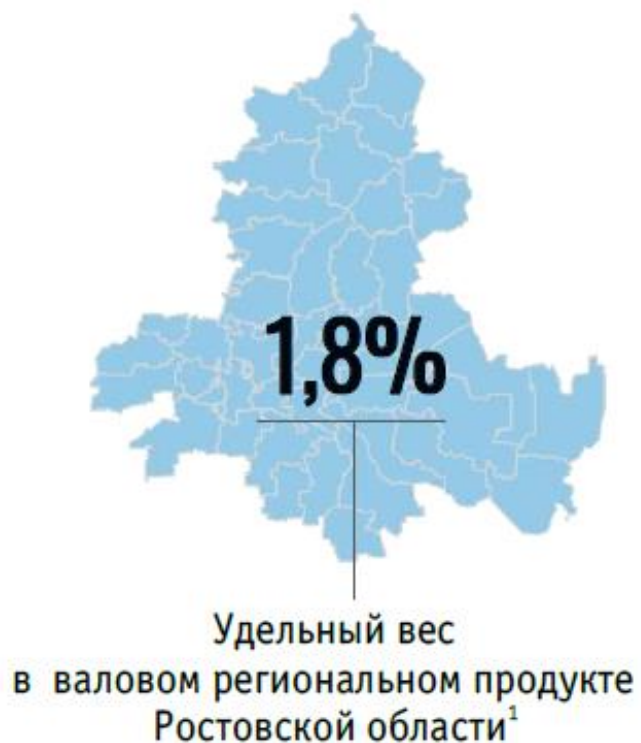 1,8%
Удельный вес
в валовом региональном продукте
Ростовской области¹